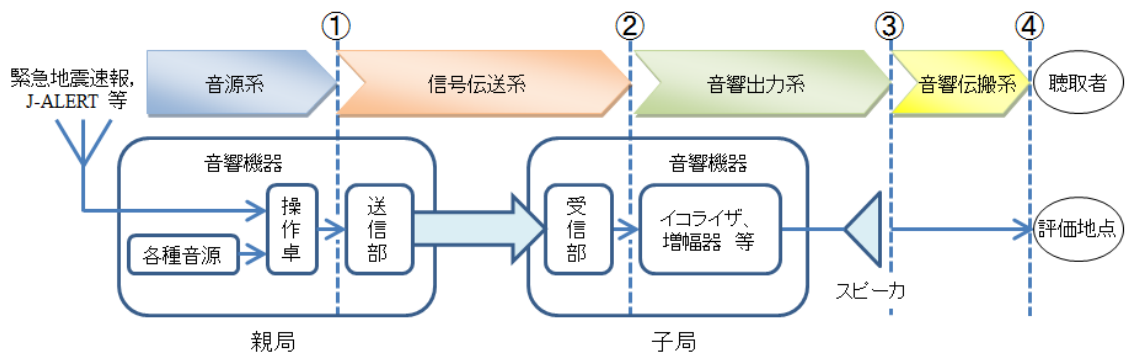 ① ② ③ ④
緊急地震速報,
J-ALERT 等
音源系
信号伝送系
音響出力系
音響伝搬系
聴取者
音響機器
音響機器
操作卓
送信部
受信部
イコライザ、
増幅器 等
各種音源
評価地点
スピーカ
親局
子局